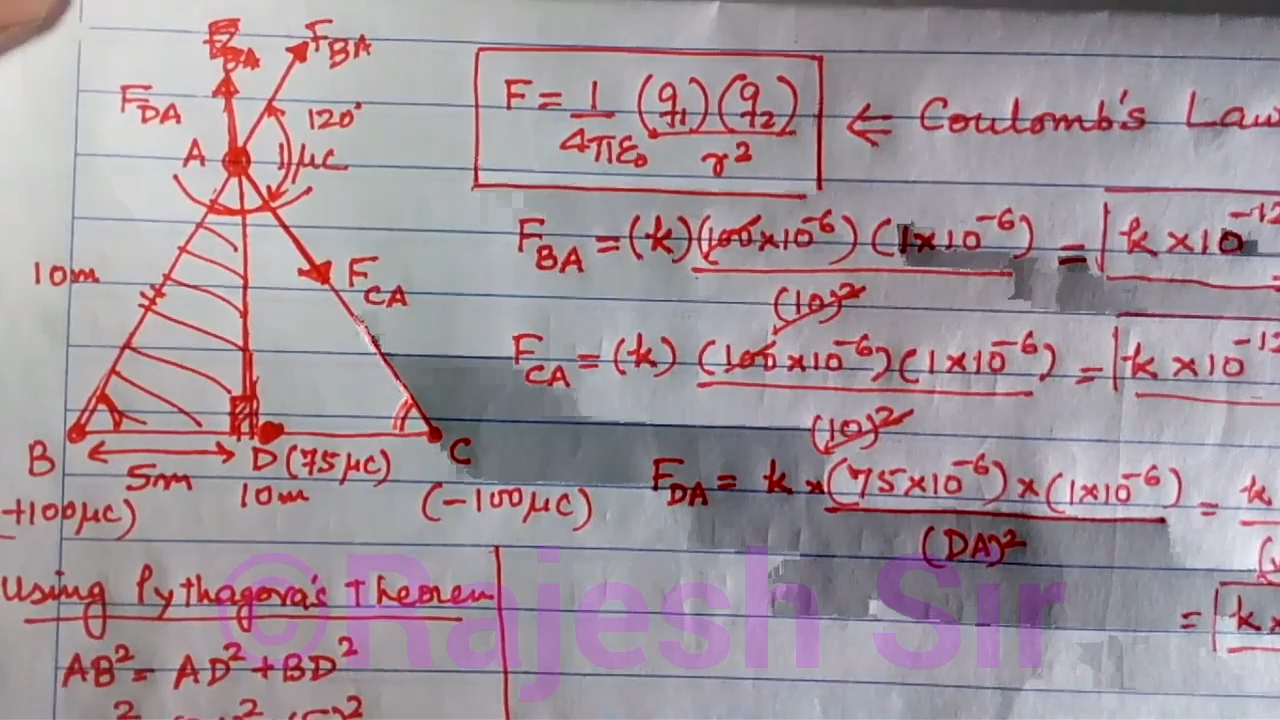 F_BA F_BA
F_DA
120°
A 1μC
10m
F_CA
B D (75μC) C
5m 10m
+100μC) (-100μC)
Using Pythagora's Theorem
AB² = AD² + BD²
F = 1/4πε₀ (q₁)(q₂)/r² ⇐ Coulomb's Law
F_BA = (k)(100×10⁻⁶)(1×10⁻⁶)/(10)² = k×10⁻¹²
F_CA = (k) (100×10⁻⁶)(1×10⁻⁶)/(10)² = k×10⁻¹²
F_DA = k × (75×10⁻⁶)×(1×10⁻⁶)/(DA)² = k
= k×
©Rajesh Sir